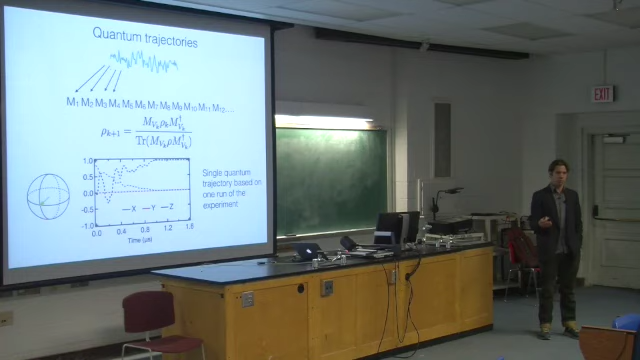 Quantum trajectories
M1 M2 M3 M4 M5 M6 M7 M8 M9 M10 M11 M12....
ρk+1 = MVk ρk M†Vk / Tr(MVk ρM†Vk)
1.0
0.5
0.0
-0.5
-1.0
X Y Z
0.0 0.4 0.8 1.2 1.6
Time (μs)
Single quantum
trajectory based on
one run of the
experiment
EXIT